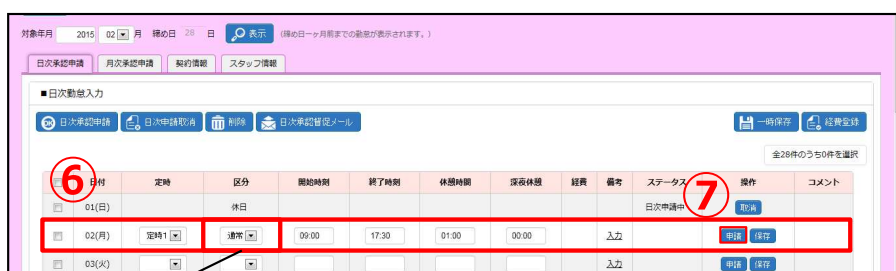 対象年月 2015 02 月 締め日 28 日 表示 (締め日一ヶ月前までの勤怠が表示されます。)
日次承認申請 月次承認申請 契約情報 スタッフ情報
■日次勤怠入力
OK 日次承認申請 日次申請取消 削除 日次承認督促メール 一時保存 経費登録
全28件のうち0件を選択
⑥ 日付 定時 区分 開始時刻 終了時刻 休憩時間 深夜休憩 経費 備考 ステータス ⑦ 操作 コメント
01(日) 休日 日次申請中 取消
02(月) 定時1 通常 09:00 17:30 01:00 00:00 入力 申請 保存
03(火) 入力 申請 保存